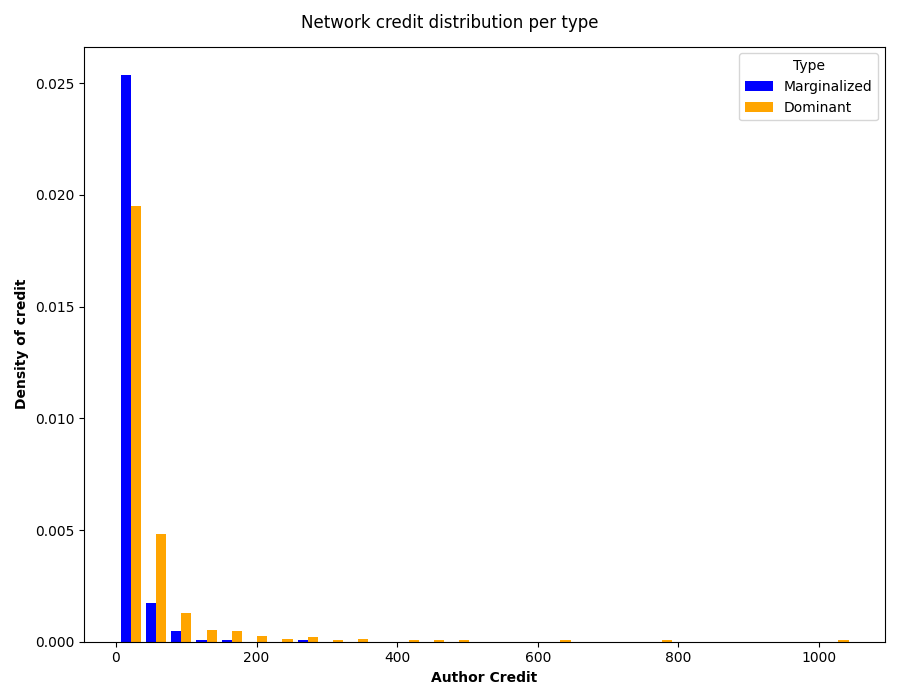 Network credit distribution per type
Type
Marginalized
Dominant
0.025
0.020
0.015
0.010
0.005
0.000
Density of credit
0
200
400
600
800
1000
Author Credit